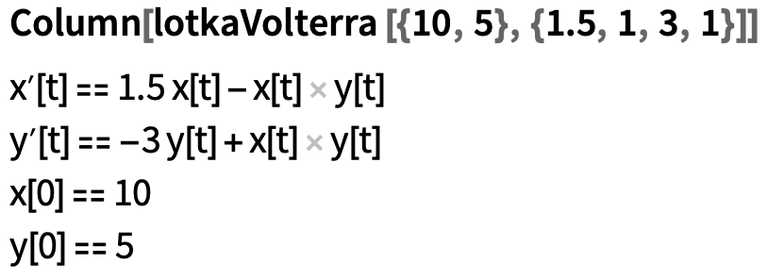 Column[lotkaVolterra [{10, 5}, {1.5, 1, 3, 1}]]
x′[t] == 1.5 x[t] − x[t] × y[t]
y′[t] == −3 y[t] + x[t] × y[t]
x[0] == 10
y[0] == 5